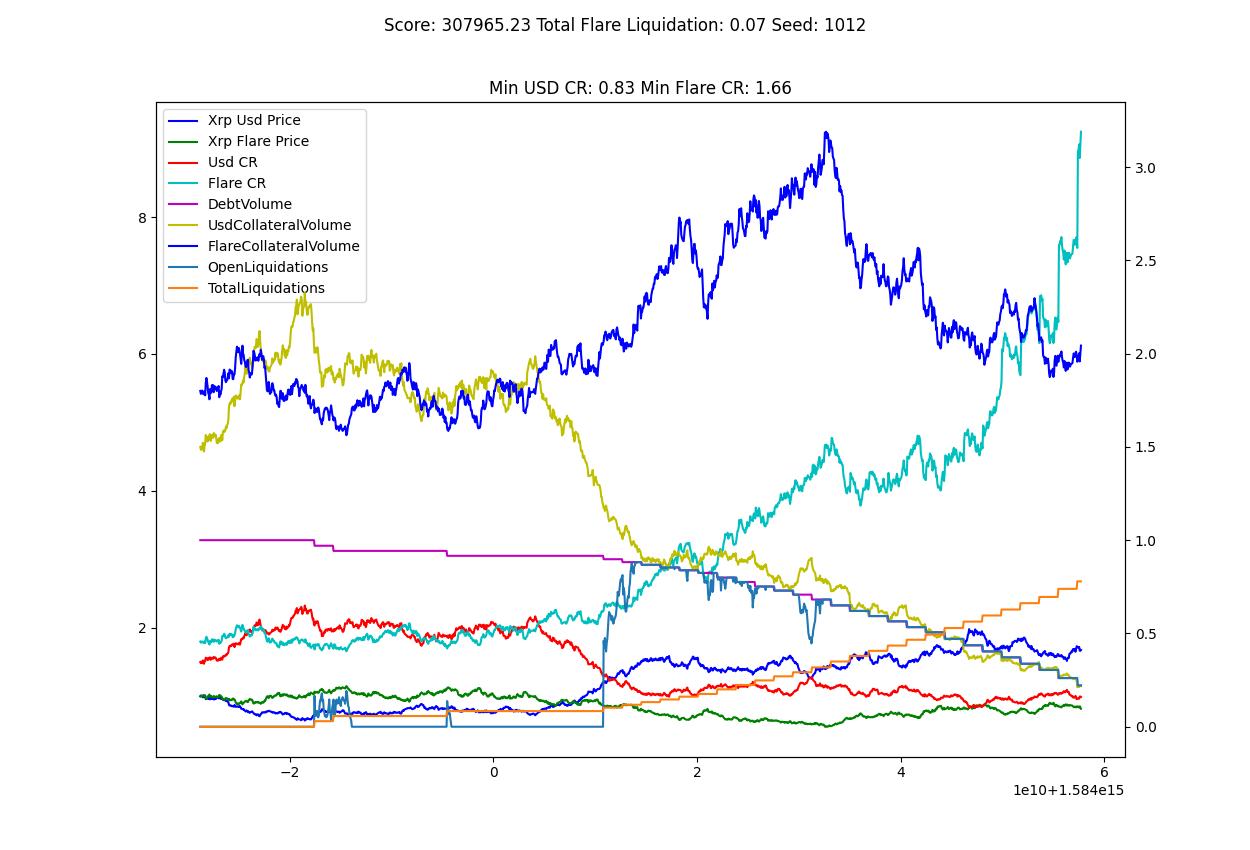 Score: 307965.23 Total Flare Liquidation: 0.07 Seed: 1012
Min USD CR: 0.83 Min Flare CR: 1.66
Xrp Usd Price
Xrp Flare Price
Usd CR
Flare CR
DebtVolume
UsdCollateralVolume
FlareCollateralVolume
OpenLiquidations
TotalLiquidations
8
6
4
2
3.0
2.5
2.0
1.5
1.0
0.5
0.0
−2 0 2 4 6
1e10+1.584e15